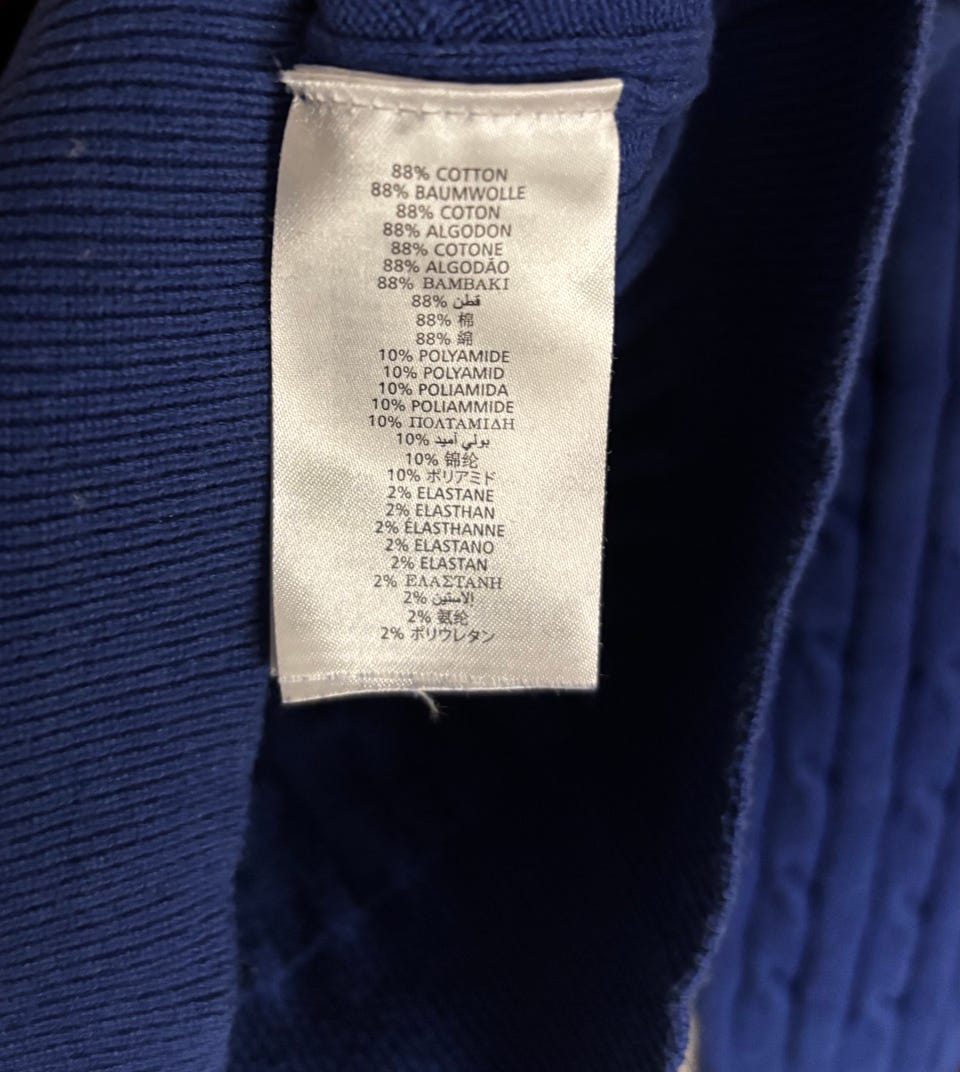 88% COTTON
88% BAUMWOLLE
88% COTON
88% ALGODON
88% COTONE
88% ALGODÃO
88% ΒΑΜΒΑΚΙ
88% قطن
88% 棉
88% 綿
10% POLYAMIDE
10% POLYAMID
10% POLIAMIDA
10% POLIAMMIDE
10% ΠΟΛΤΑΜΙΔΗ
10% بولي أميد
10% 锦纶
10% ポリアミド
2% ELASTANE
2% ELASTHAN
2% ÉLASTHANNE
2% ELASTANO
2% ELASTAN
2% ΕΛΑΣΤΑΝΗ
2% الاستين
2% 氨纶
2% ポリウレタン